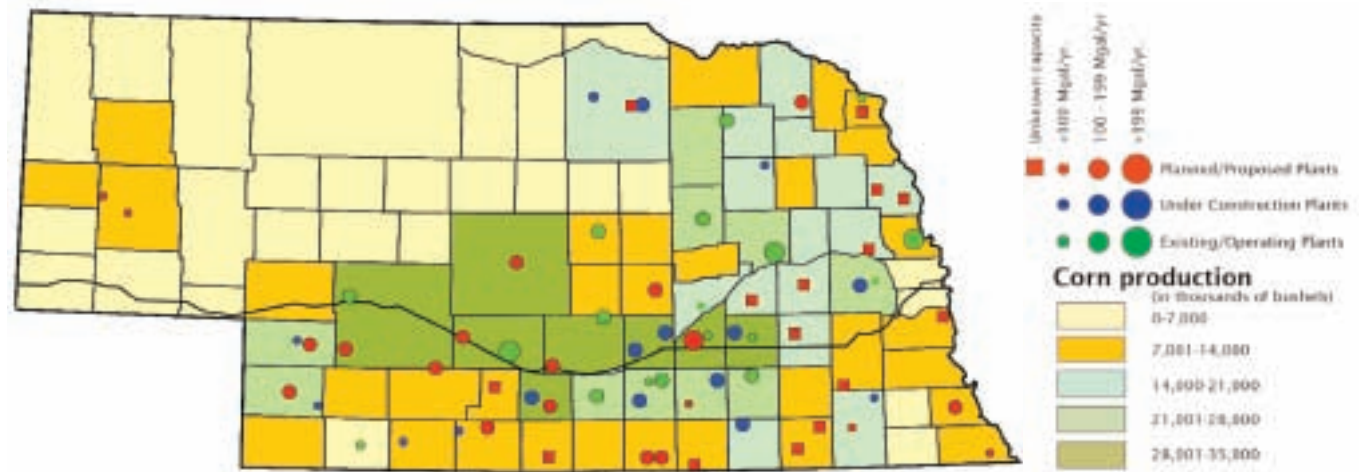 Unknown capacity
<100 Mgal/yr.
100 - 199 Mgal/yr
>199 Mgal/yr.
Planned/Proposed Plants
Under Construction Plants
Existing/Operating Plants
Corn production
(in thousands of bushels)
0-7,000
7,001-14,000
14,000-21,000
21,001-28,000
28,001-35,000